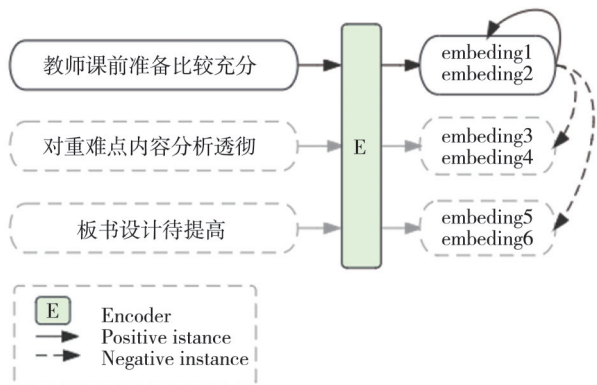 教师课前准备比较充分
embeding1
embeding2
对重难点内容分析透彻
E
embeding3
embeding4
板书设计待提高
embeding5
embeding6
E Encoder
Positive istance
Negative instance